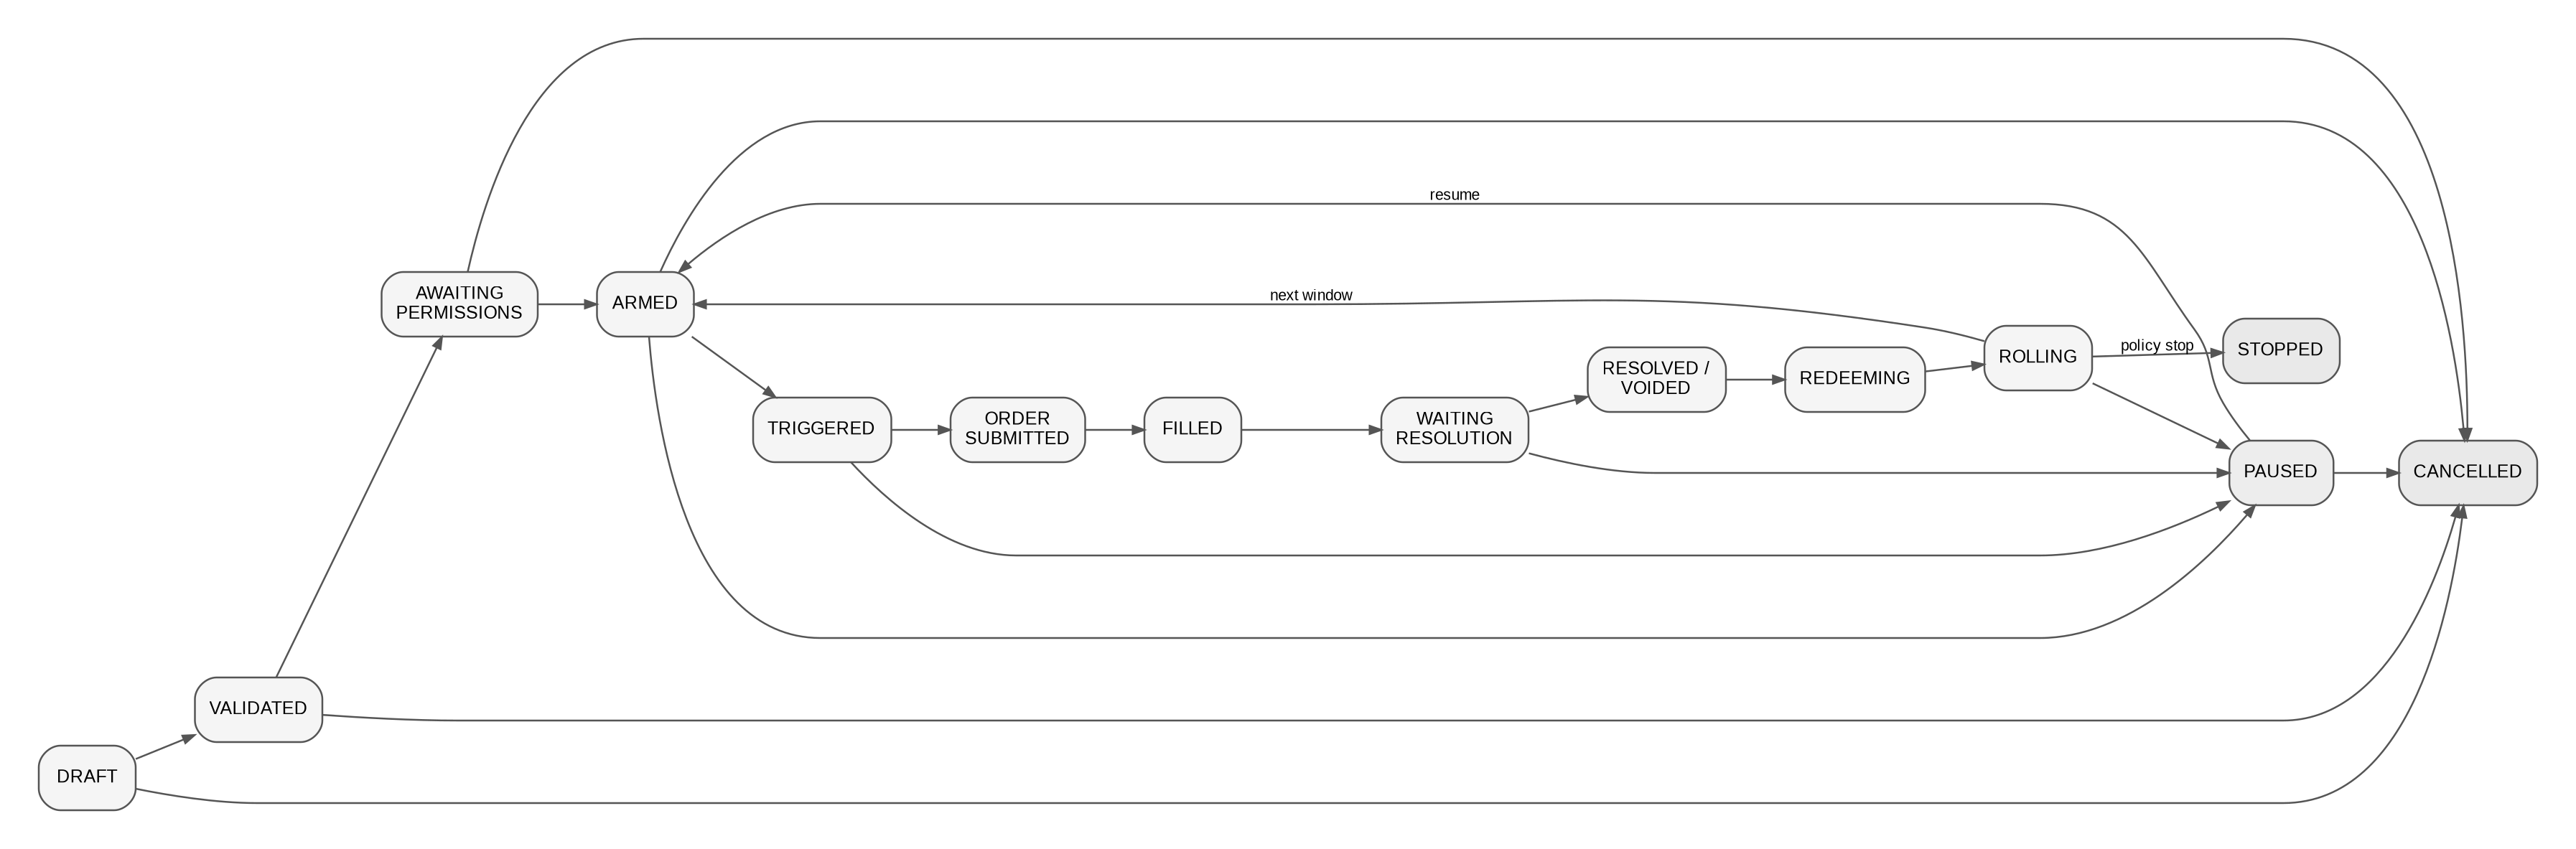 resume
AWAITING
PERMISSIONS
ARMED
next window
ROLLING
policy stop
STOPPED
RESOLVED /
VOIDED
REDEEMING
TRIGGERED
ORDER
SUBMITTED
FILLED
WAITING
RESOLUTION
PAUSED
CANCELLED
VALIDATED
DRAFT